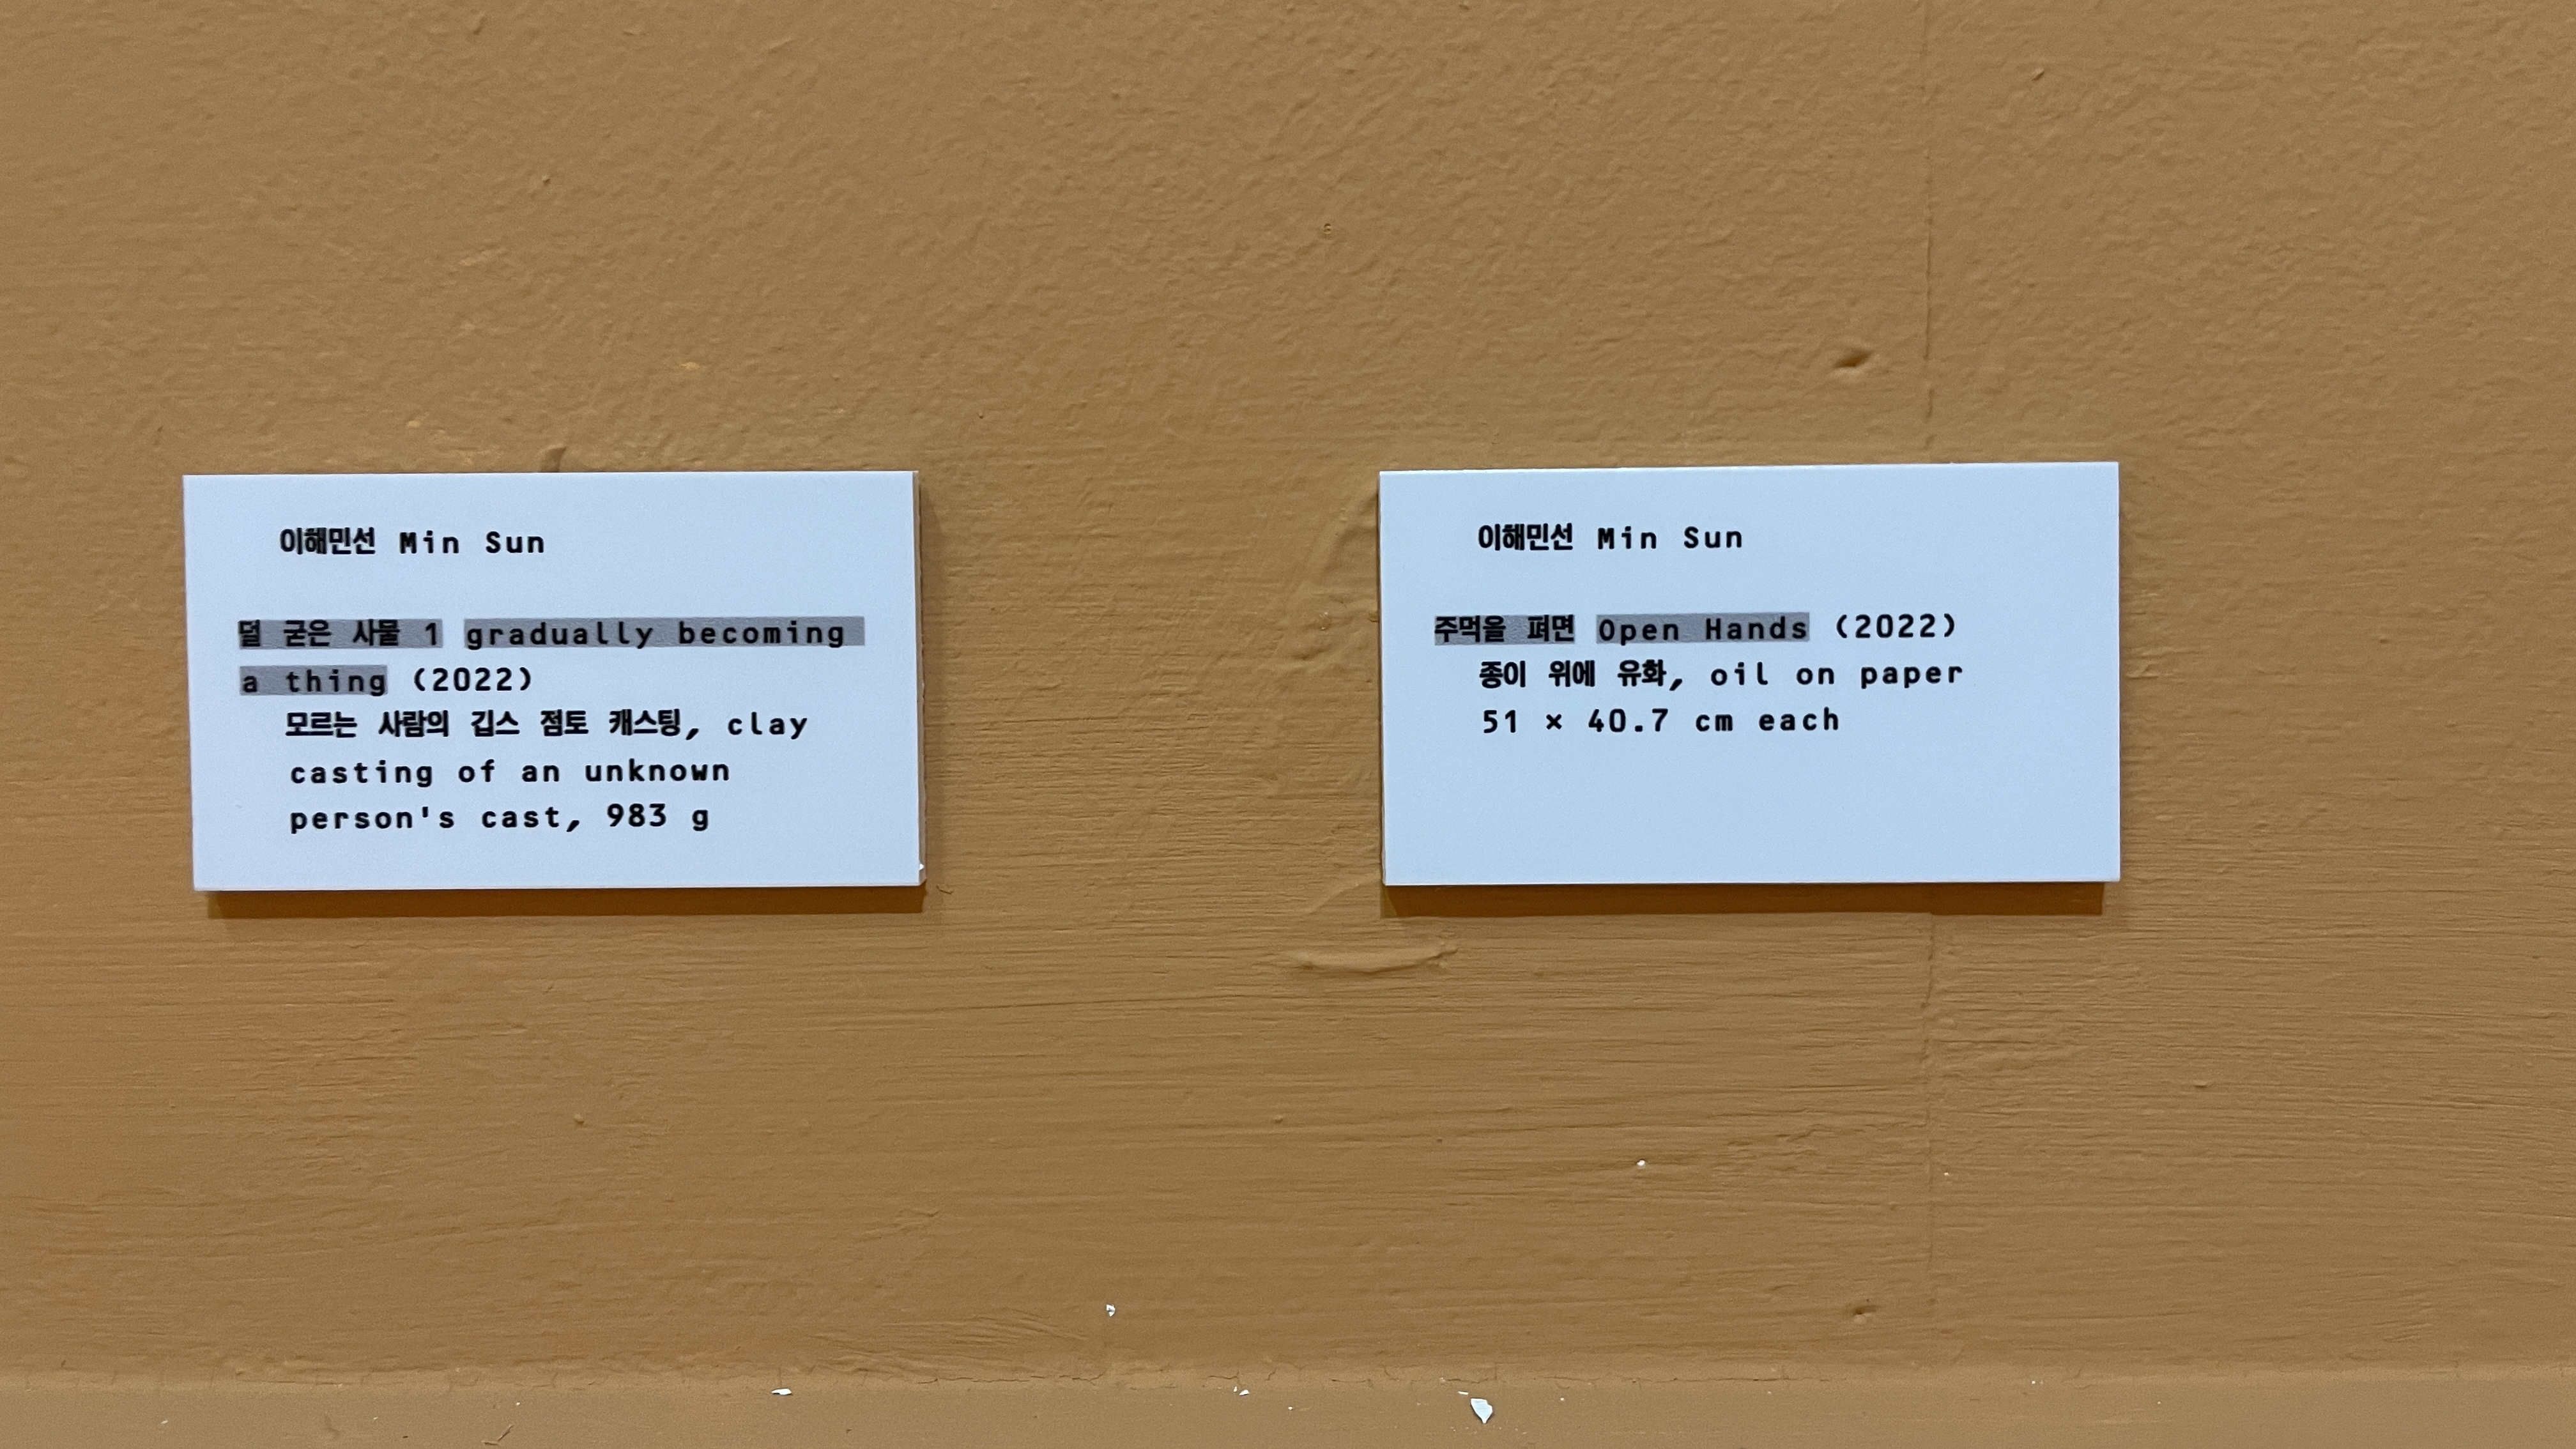 이해민선 Min Sun
덜 굳은 사물 1 gradually becoming
a thing (2022)
모르는 사람의 깁스 점토 캐스팅, clay
casting of an unknown
person's cast, 983 g
이해민선 Min Sun
주먹을 펴면 Open Hands (2022)
종이 위에 유화, oil on paper
51 × 40.7 cm each